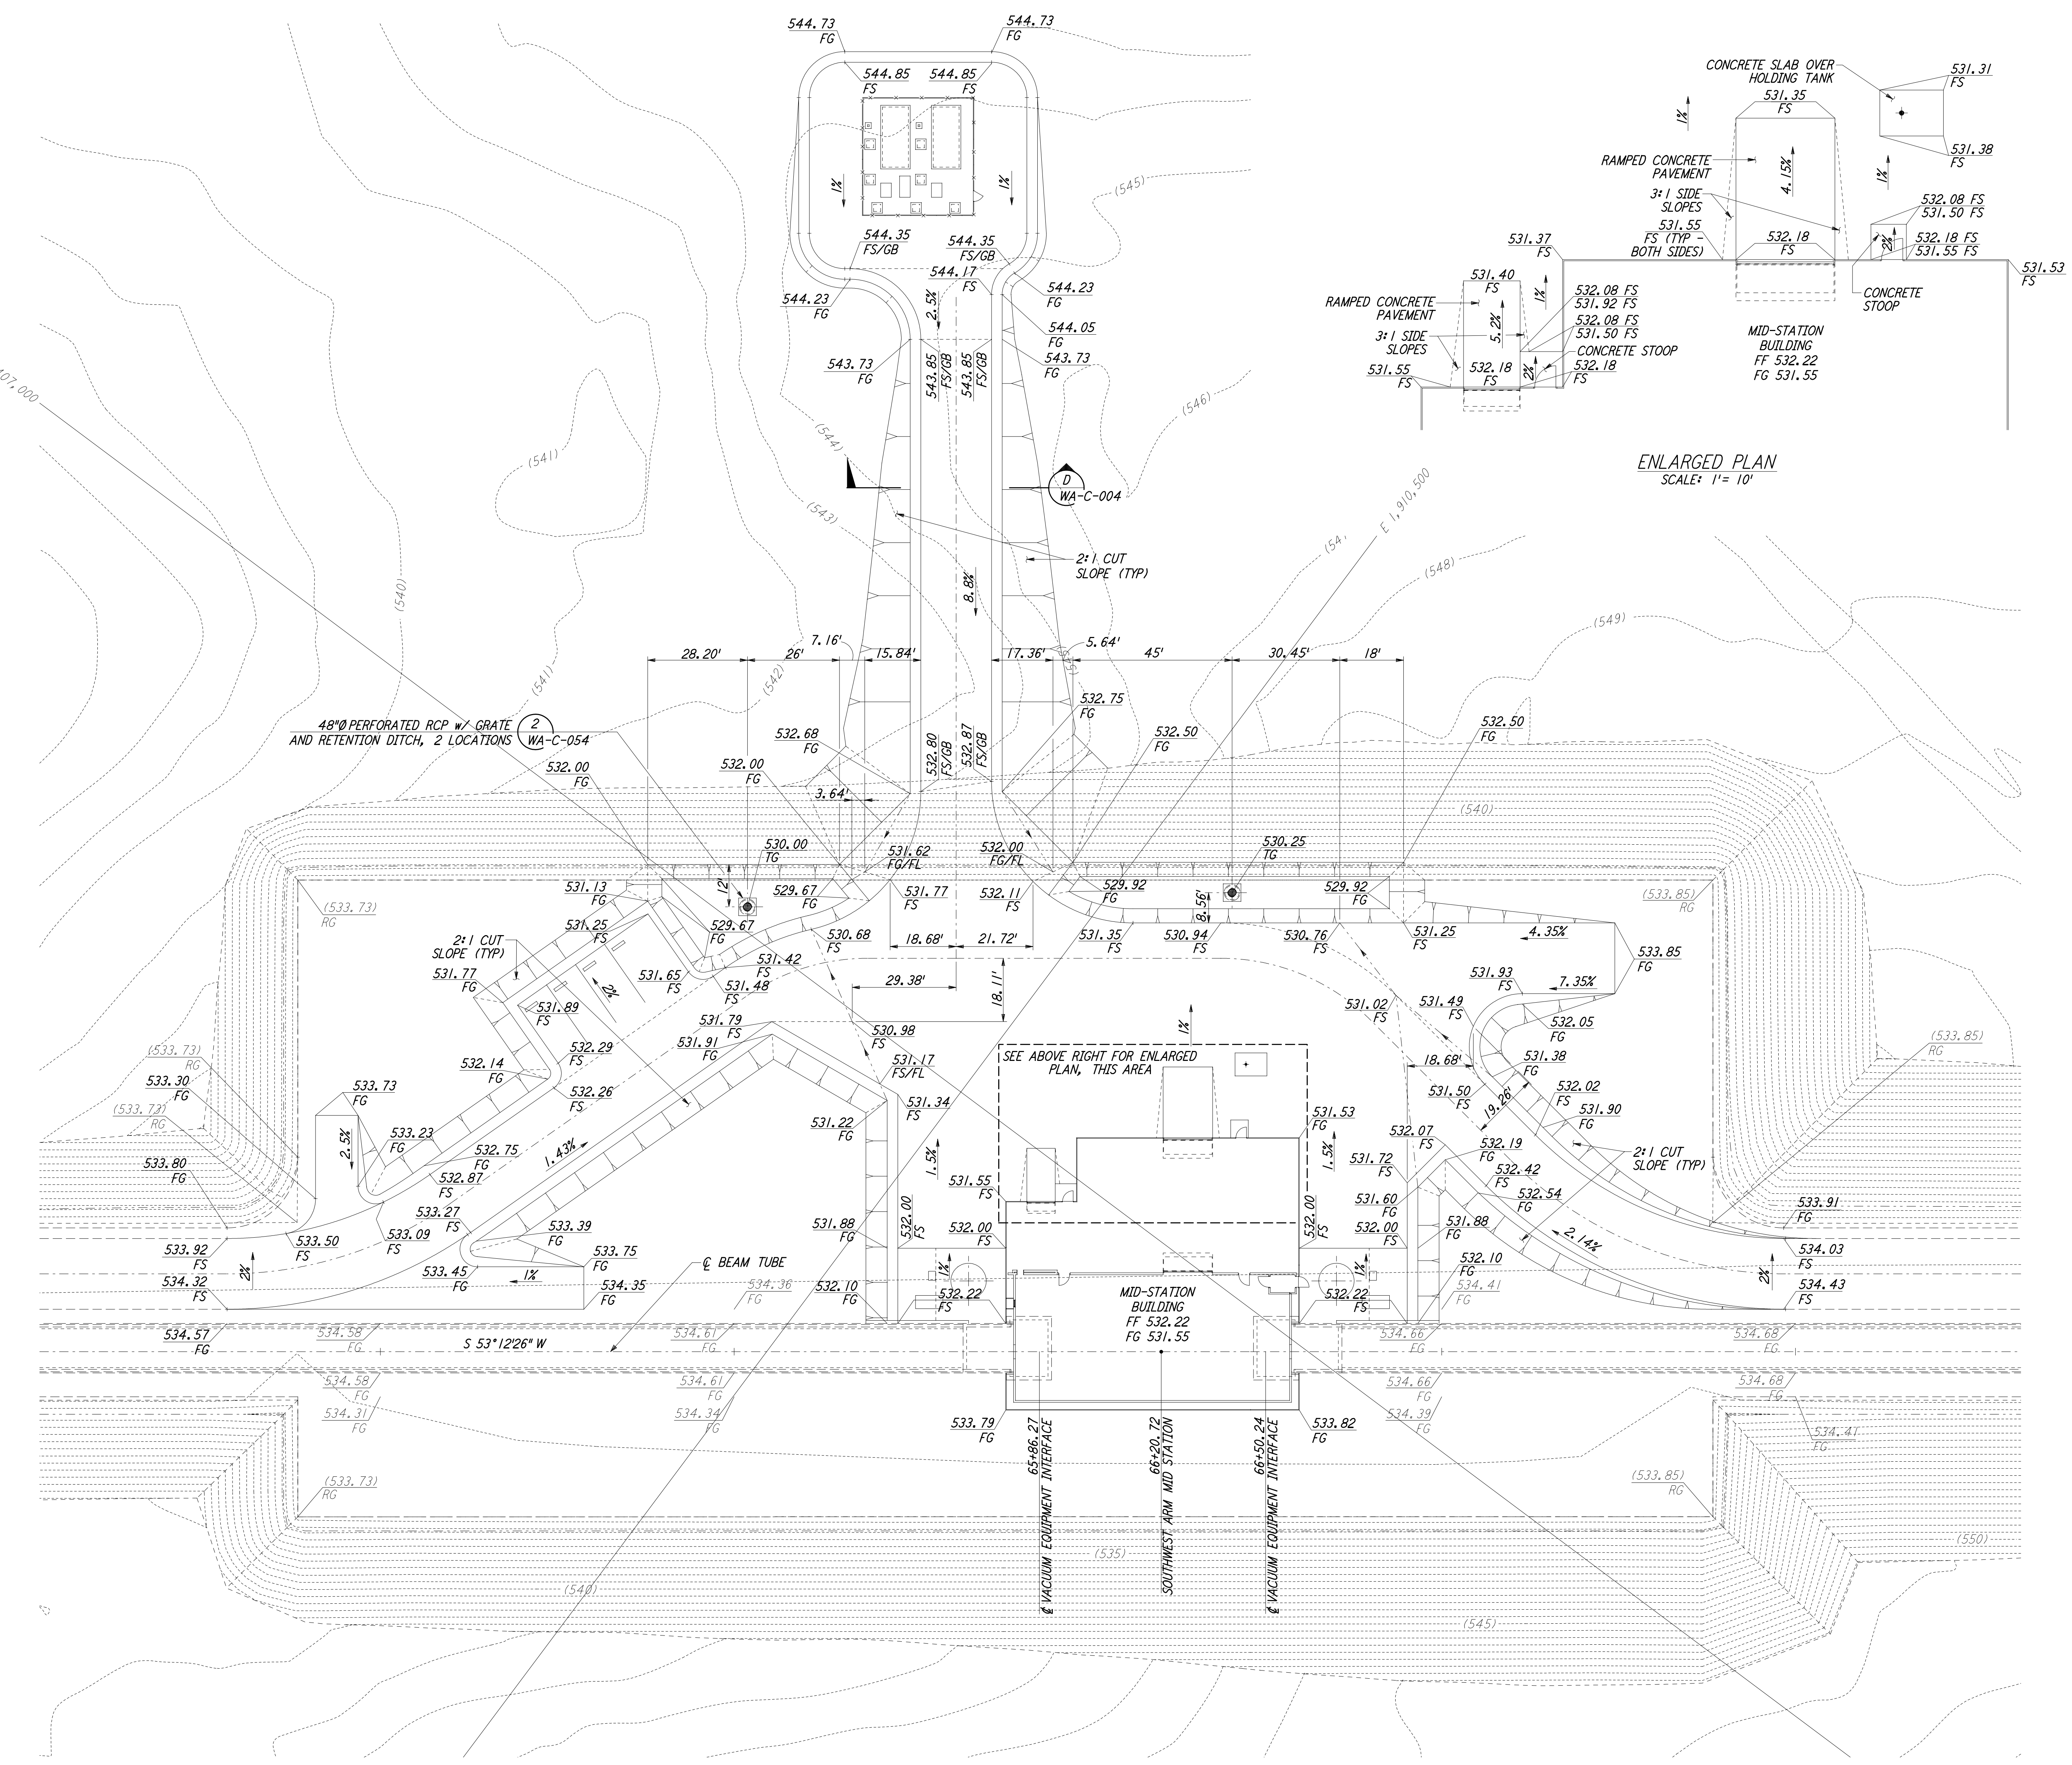 544.73
FG
544.73
FG
544.85
FS
544.85
FS
1%
1%
(545)
544.35
FS/GB
544.35
FS/GB
544.17
FS
544.23
FG
544.23
FG
2.5%
544.05
FG
543.73
FG
543.85
FS/GB
543.85
FS/GB
543.73
FG
(546)
(544)
(541)
(543)
D
WA-C-004
2:1 CUT
SLOPE (TYP)
8.8%
CONCRETE SLAB OVER
HOLDING TANK
531.31
FS
531.35
FS
1%
531.38
FS
RAMPED CONCRETE
PAVEMENT
4.15%
1%
3:1 SIDE
SLOPES
532.08 FS
531.50 FS
531.55
FS (TYP -
BOTH SIDES)
531.37
FS
532.18
FS
2%
532.18 FS
531.55 FS
531.53
FS
531.40
FS
1%
532.08 FS
531.92 FS
CONCRETE
STOOP
RAMPED CONCRETE
PAVEMENT
5.2%
532.08 FS
531.50 FS
3:1 SIDE
SLOPES
CONCRETE STOOP
MID-STATION
BUILDING
FF 532.22
FG 531.55
531.55
FS
532.18
FS
2%
532.18
FS
ENLARGED PLAN
SCALE: 1'= 10'
07,000
E 1,910,500
(54
(548)
(549)
(540)
(541)
(542)
(545)
28.20'
26'
7.16'
15.84'
17.36'
5.64'
45'
30.45'
18'
48"Ø PERFORATED RCP w/ GRATE
AND RETENTION DITCH, 2 LOCATIONS
2
WA-C-054
532.68
FG
532.80
FS/GB
532.87
FS/GB
532.75
FG
532.50
FG
532.50
FG
532.00
FG
532.00
FG
3.64'
(540)
530.00
TG
531.62
FG/FL
532.00
FG/FL
530.25
TG
531.13
FG
12'
529.67
FG
531.77
FS
532.11
FS
529.92
FG
8.56'
529.92
FG
(533.73)
RG
(533.85)
RG
531.25
FS
529.67
FG
530.68
FS
531.35
FS
530.94
FS
530.76
FS
531.25
FS
4.35%
2:1 CUT
SLOPE (TYP)
18.68'
21.72'
533.85
FG
531.77
FG
2%
531.65
FS
531.42
FS
531.48
FS
29.38'
18.11'
531.93
FS
7.35%
531.89
FS
531.79
FS
530.98
FS
531.02
FS
531.49
FS
532.05
FG
531.91
FG
532.29
FS
1%
(533.73)
RG
532.14
FG
SEE ABOVE RIGHT FOR ENLARGED
PLAN, THIS AREA
531.17
FS/FL
18.68'
531.38
FG
(533.85)
RG
533.30
FG
533.73
FG
532.26
FS
531.34
FS
531.50
FS
19.26'
532.02
FS
(533.73)
RG
531.22
FG
531.53
FG
531.90
FG
2.5%
533.23
FG
1.43%
1.5%
1.5%
532.07
FS
532.19
FG
2:1 CUT
SLOPE (TYP)
533.80
FG
532.75
FG
532.87
FS
531.55
FS
531.72
FS
532.42
FS
532.54
FG
533.27
FS
533.39
FG
531.88
FG
532.00
FS
532.00
FS
532.00
FS
531.60
FG
532.00
FS
531.88
FG
533.91
FG
533.92
FS
533.50
FS
533.09
FS
2.14%
534.03
FS
2%
533.45
FG
1%
533.75
FG
℄ BEAM TUBE
1%
1%
532.10
FG
2%
534.32
FS
534.35
FG
534.36
FG
532.10
FG
532.22
FS
MID-STATION
BUILDING
FF 532.22
FG 531.55
532.22
FS
534.41
FG
534.43
FS
534.57
FG
534.58
FG
S 53°12'26" W
534.61
FG
534.66
FG
534.68
FG
534.58
FG
534.61
FG
534.66
FG
534.68
FG
534.31
FG
534.34
FG
533.79
FG
533.82
FG
534.39
FG
534.41
FG
(533.73)
RG
(533.85)
RG
65+86.27
℄ VACUUM EQUIPMENT INTERFACE
66+20.72
SOUTHWEST ARM MID STATION
66+50.24
℄ VACUUM EQUIPMENT INTERFACE
(535)
(550)
(540)
(545)